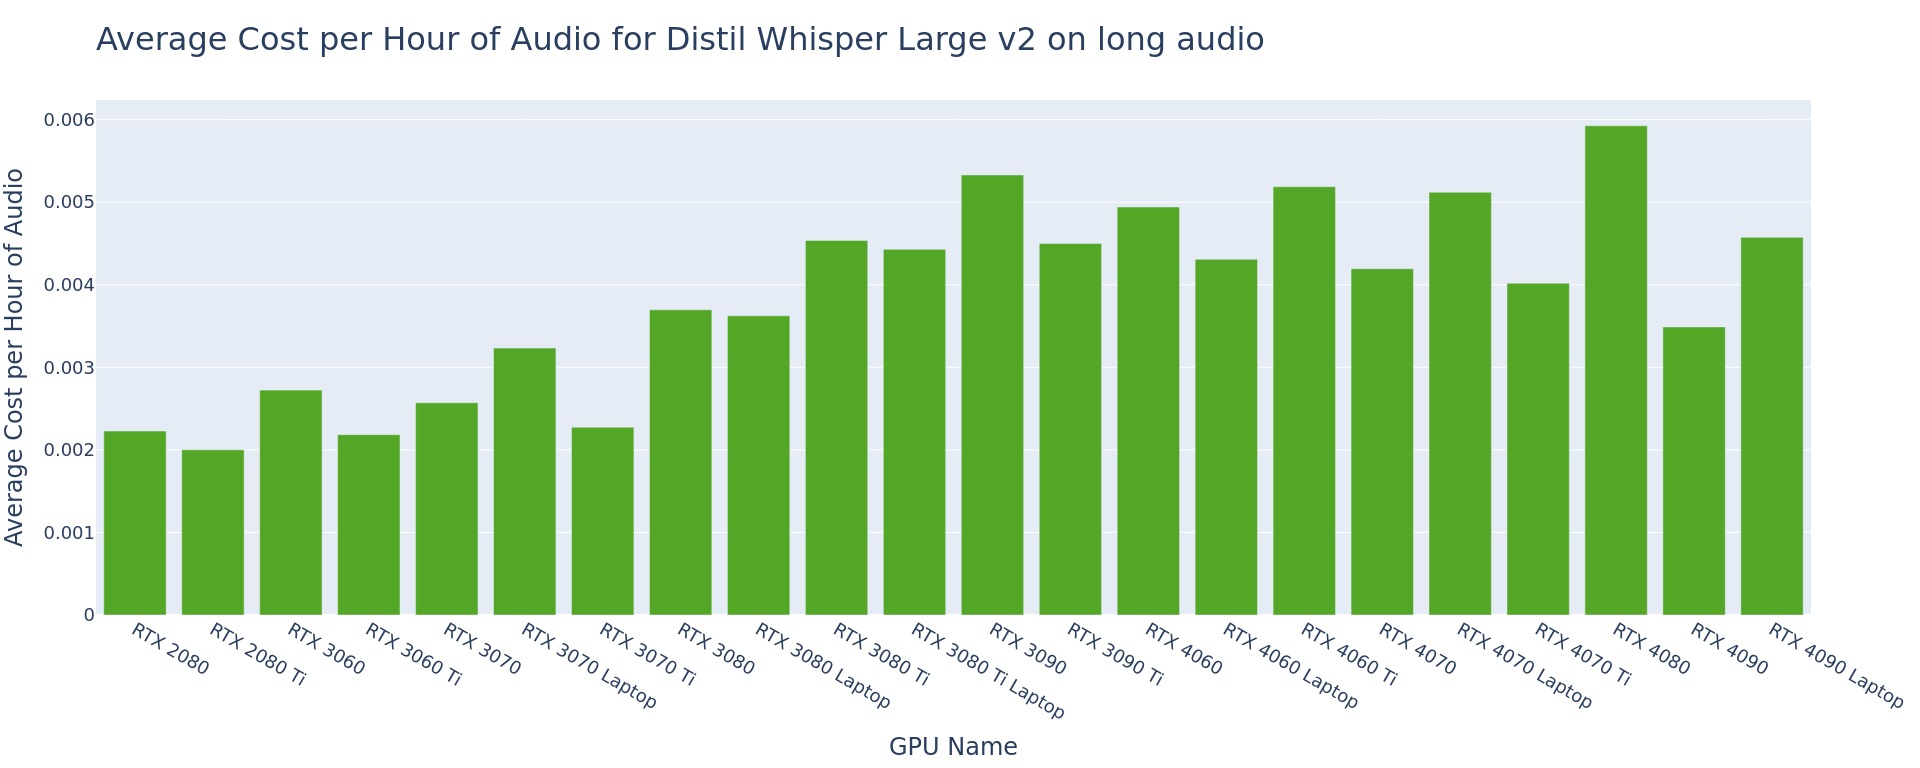 Average Cost per Hour of Audio for Distil Whisper Large v2 on long audio
Average Cost per Hour of Audio
0.006
0.005
0.004
0.003
0.002
0.001
0
RTX 2080
RTX 2080 Ti
RTX 3060
RTX 3060 Ti
RTX 3070
RTX 3070 Laptop
RTX 3070 Ti
RTX 3080
RTX 3080 Laptop
RTX 3080 Ti
RTX 3080 Ti Laptop
RTX 3090
RTX 3090 Ti
RTX 4060
RTX 4060 Laptop
RTX 4060 Ti
RTX 4070
RTX 4070 Laptop
RTX 4070 Ti
RTX 4080
RTX 4090
RTX 4090 Laptop
GPU Name